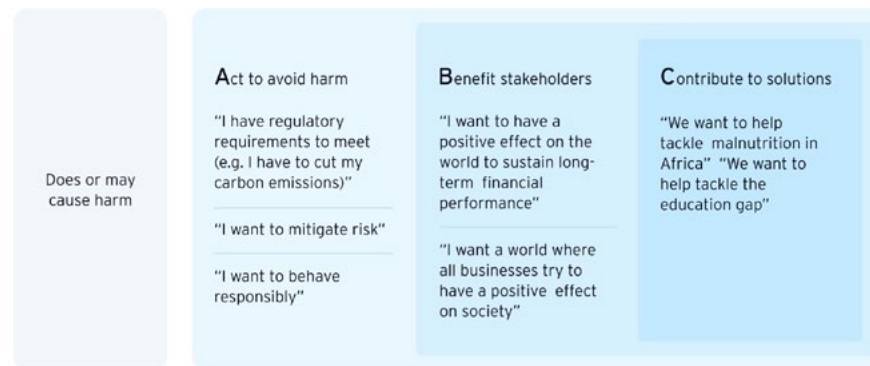 Does or may
cause harm
Act to avoid harm
“I have regulatory
requirements to meet
(e.g. I have to cut my
carbon emissions)”
“I want to mitigate risk”
“I want to behave
responsibly”
Benefit stakeholders
“I want to have a
positive effect on the
world to sustain long-
term financial
performance”
“I want a world where
all businesses try to
have a positive effect
on society”
Contribute to solutions
“We want to help
tackle malnutrition in
Africa” “We want to
help tackle the
education gap”